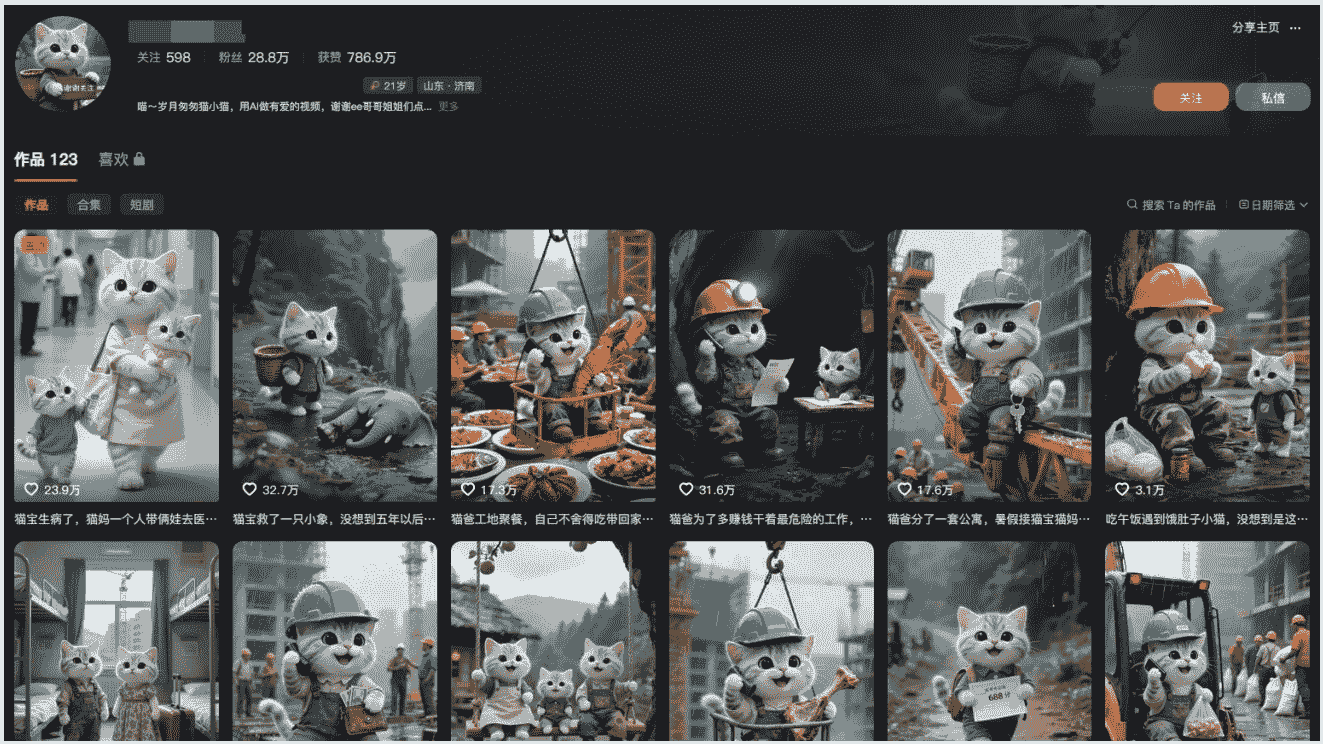 分享主页 ...
关注 598 粉丝 28.8万 获赞 786.9万
21岁 山东·济南
喵~岁月匆匆猫小猫，用AI做有爱的视频，谢谢ee哥哥姐姐们点... 更多
谢谢关注
关注 私信
作品 123 喜欢
作品 合集 短剧
搜索 Ta 的作品 日期筛选
23.9万 32.7万 17.3万 31.6万 17.6万 3.1万
猫宝生病了，猫妈一个人带俩娃去医…
猫宝救了一只小象，没想到五年以后…
猫爸工地聚餐，自己不舍得吃带回家…
猫爸为了多赚钱干着最危险的工作，…
猫爸分了一套公寓，暑假接猫宝猫妈…
吃午饭遇到饿肚子小猫，没想到是这…
688分